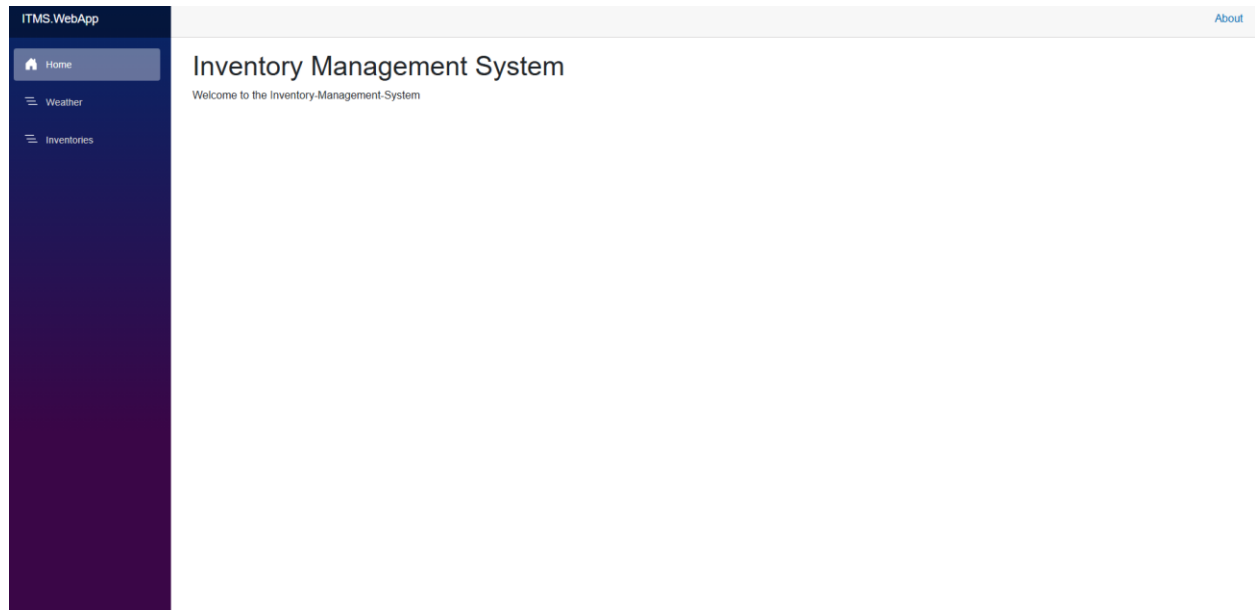 ITMS.WebApp
About
Home
Weather
Inventories
Inventory Management System
Welcome to the Inventory-Management-System